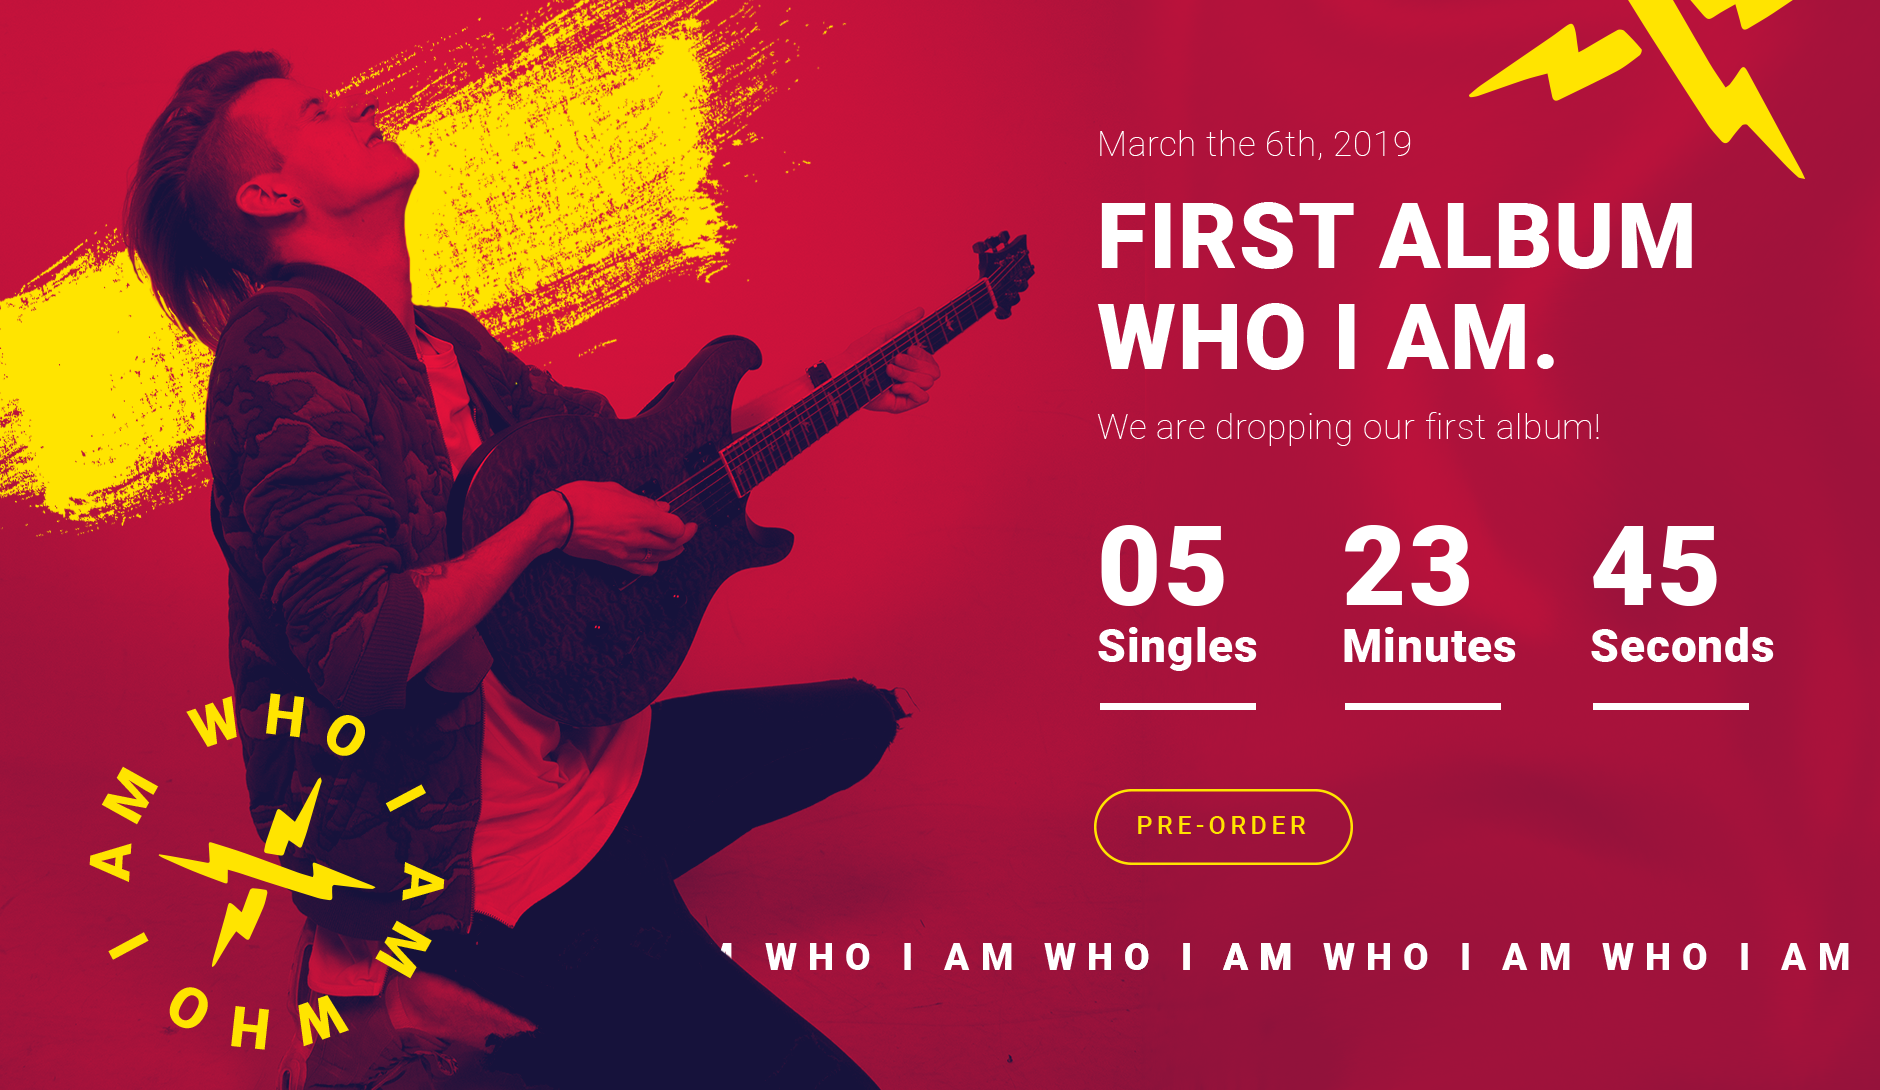 March the 6th, 2019
FIRST ALBUM
WHO I AM.
We are dropping our first album!
05 23 45
Singles Minutes Seconds
PRE-ORDER
WHO I AM WHO I AM
M WHO I AM WHO I AM WHO I AM WHO I AM